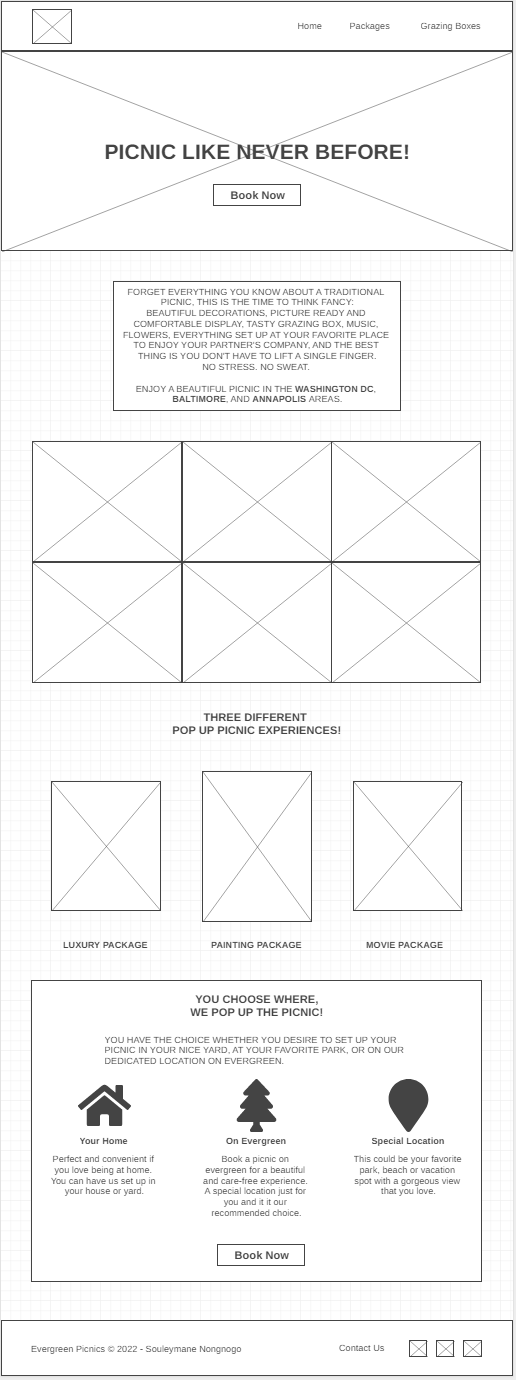 Home Packages Grazing Boxes
PICNIC LIKE NEVER BEFORE!
Book Now
FORGET EVERYTHING YOU KNOW ABOUT A TRADITIONAL
PICNIC, THIS IS THE TIME TO THINK FANCY:
BEAUTIFUL DECORATIONS, PICTURE READY AND
COMFORTABLE DISPLAY, TASTY GRAZING BOX, MUSIC,
FLOWERS, EVERYTHING SET UP AT YOUR FAVORITE PLACE
TO ENJOY YOUR PARTNER'S COMPANY, AND THE BEST
THING IS YOU DON'T HAVE TO LIFT A SINGLE FINGER.
NO STRESS. NO SWEAT.
ENJOY A BEAUTIFUL PICNIC IN THE WASHINGTON DC,
BALTIMORE, AND ANNAPOLIS AREAS.
THREE DIFFERENT
POP UP PICNIC EXPERIENCES!
LUXURY PACKAGE
PAINTING PACKAGE
MOVIE PACKAGE
YOU CHOOSE WHERE,
WE POP UP THE PICNIC!
YOU HAVE THE CHOICE WHETHER YOU DESIRE TO SET UP YOUR
PICNIC IN YOUR NICE YARD, AT YOUR FAVORITE PARK, OR ON OUR
DEDICATED LOCATION ON EVERGREEN.
Your Home
Perfect and convenient if
you love being at home.
You can have us set up in
your house or yard.
On Evergreen
Book a picnic on
evergreen for a beautiful
and care-free experience.
A special location just for
you and it it our
recommended choice.
Special Location
This could be your favorite
park, beach or vacation
spot with a gorgeous view
that you love.
Book Now
Evergreen Picnics © 2022 - Souleymane Nongnogo
Contact Us